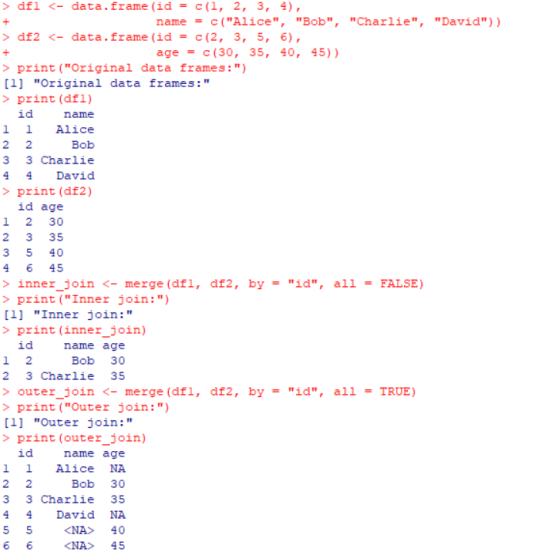 > df1 <- data.frame(id = c(1, 2, 3, 4),
+                   name = c("Alice", "Bob", "Charlie", "David"))
> df2 <- data.frame(id = c(2, 3, 5, 6),
+                   age = c(30, 35, 40, 45))
> print("Original data frames:")
[1] "Original data frames:"
> print(df1)
  id    name
1  1   Alice
2  2     Bob
3  3 Charlie
4  4   David
> print(df2)
  id age
1  2  30
2  3  35
3  5  40
4  6  45
> inner_join <- merge(df1, df2, by = "id", all = FALSE)
> print("Inner join:")
[1] "Inner join:"
> print(inner_join)
  id    name age
1  2     Bob  30
2  3 Charlie  35
> outer_join <- merge(df1, df2, by = "id", all = TRUE)
> print("Outer join:")
[1] "Outer join:"
> print(outer_join)
  id    name age
1  1   Alice  NA
2  2     Bob  30
3  3 Charlie  35
4  4   David  NA
5  5    <NA>  40
6  6    <NA>  45